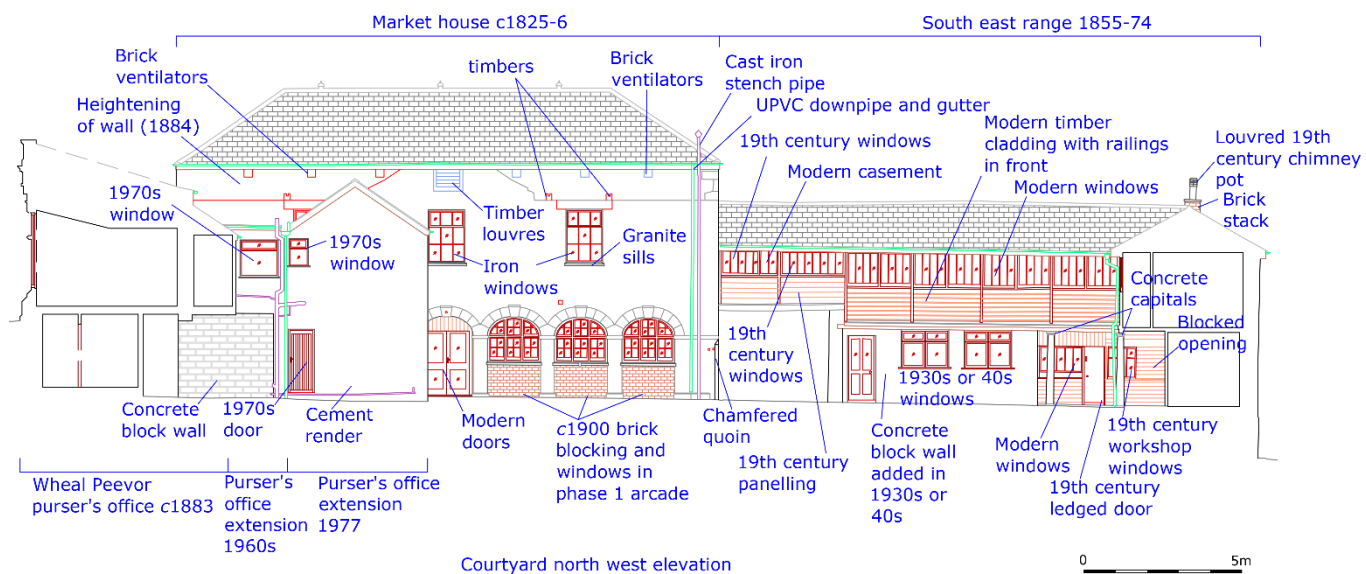 Market house c1825-6
South east range 1855-74
Brick
ventilators
timbers
Brick
ventilators
Cast iron
stench pipe
UPVC downpipe and gutter
Heightening
of wall (1884)
19th century windows
Modern timber
cladding with railings
in front
Louvred 19th
century chimney
pot
Modern casement
Modern windows
Brick
stack
1970s
window
1970s
window
Timber
louvres
Granite
sills
Iron
windows
Concrete
capitals
Blocked
opening
19th
century
windows
1930s or 40s
windows
Concrete
block wall
1970s
door
Cement
render
Modern
doors
c1900 brick
blocking and
windows in
phase 1 arcade
Chamfered
quoin
19th century
panelling
Concrete
block wall
added in
1930s or
40s
Modern
windows
19th century
workshop
windows
19th century
ledged door
Wheal Peevor
purser's office c1883
Purser's
office
extension
1960s
Purser's office
extension
1977
Courtyard north west elevation
0 5m